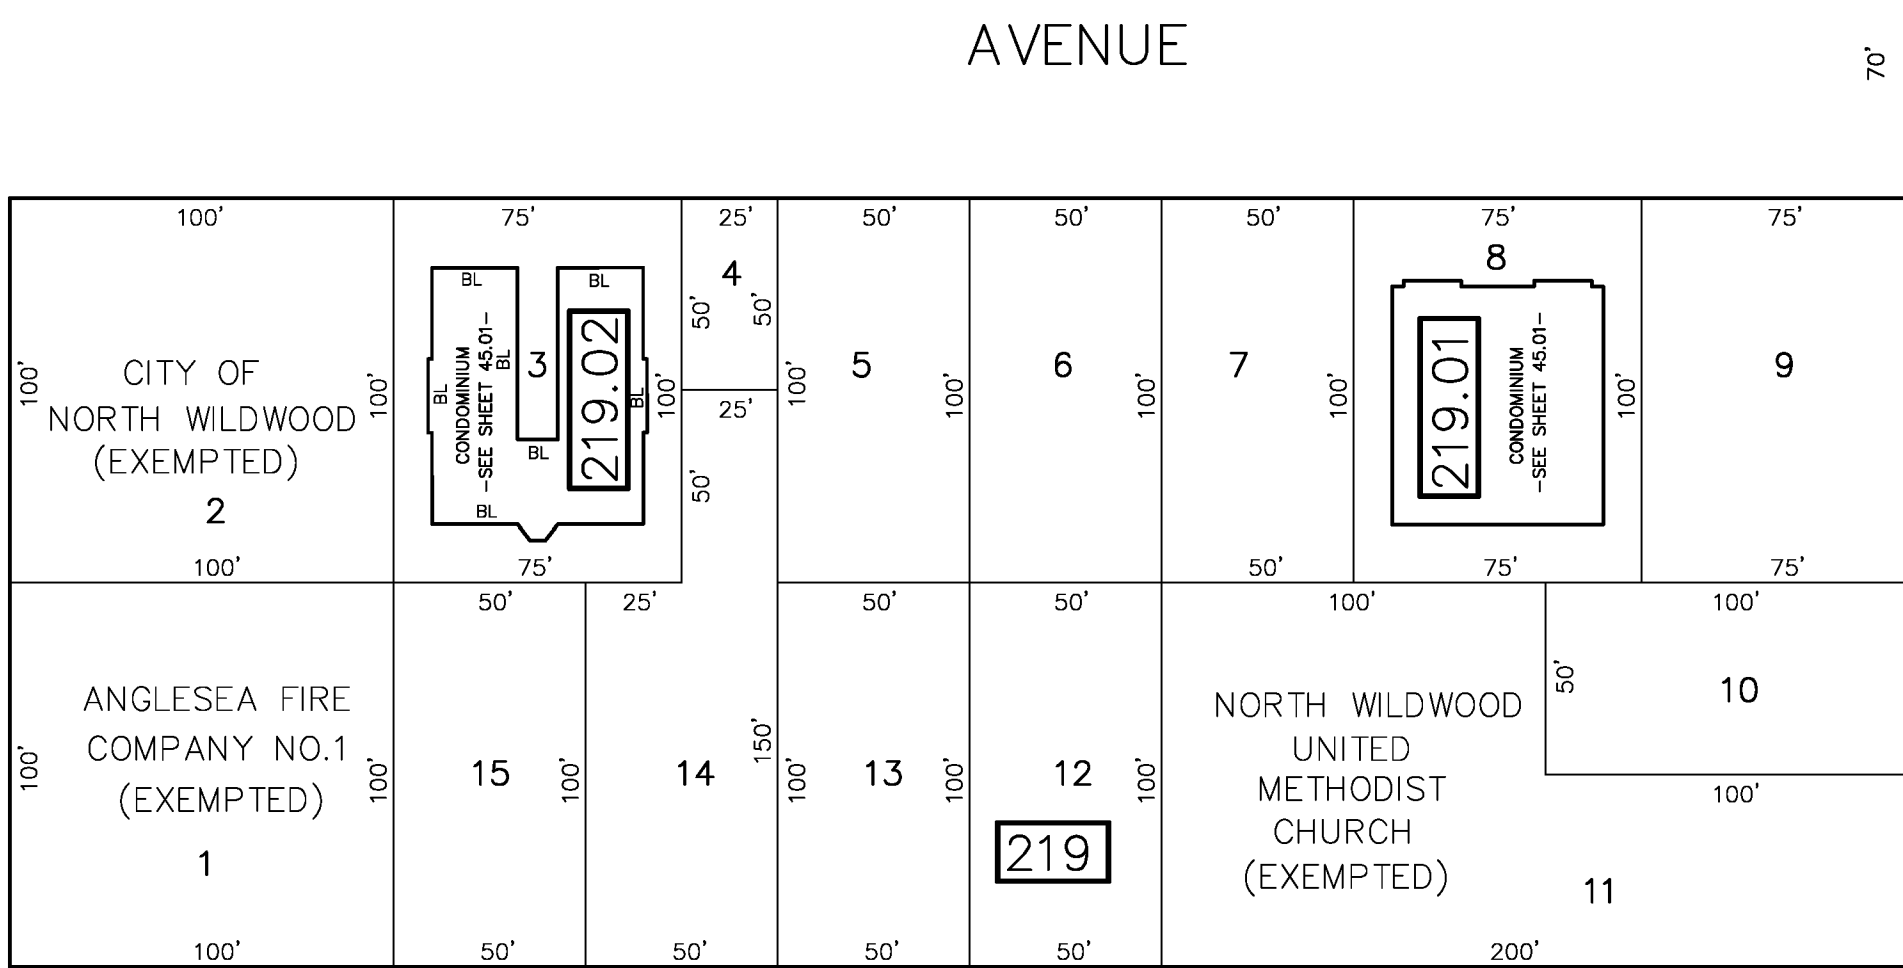 AVENUE
70'
100'
75'
25'
50'
50'
50'
75'
75'
100'
CITY OF
NORTH WILDWOOD
(EXEMPTED)
2
100'
100'
BL
BL
BL
BL
BL
BL
BL
CONDOMINIUM
-SEE SHEET 45.01-
3
219.02
75'
100'
4
50'
50'
25'
50'
100'
5
100'
6
100'
7
50'
100'
8
219.01
CONDOMINIUM
-SEE SHEET 45.01-
75'
100'
9
75'
100'
ANGLESEA FIRE
COMPANY NO.1
(EXEMPTED)
1
100'
100'
50'
15
100'
50'
25'
14
150'
50'
50'
100'
13
100'
50'
50'
12
100'
219
50'
100'
NORTH WILDWOOD
UNITED
METHODIST
CHURCH
(EXEMPTED)
11
200'
100'
50'
10
100'